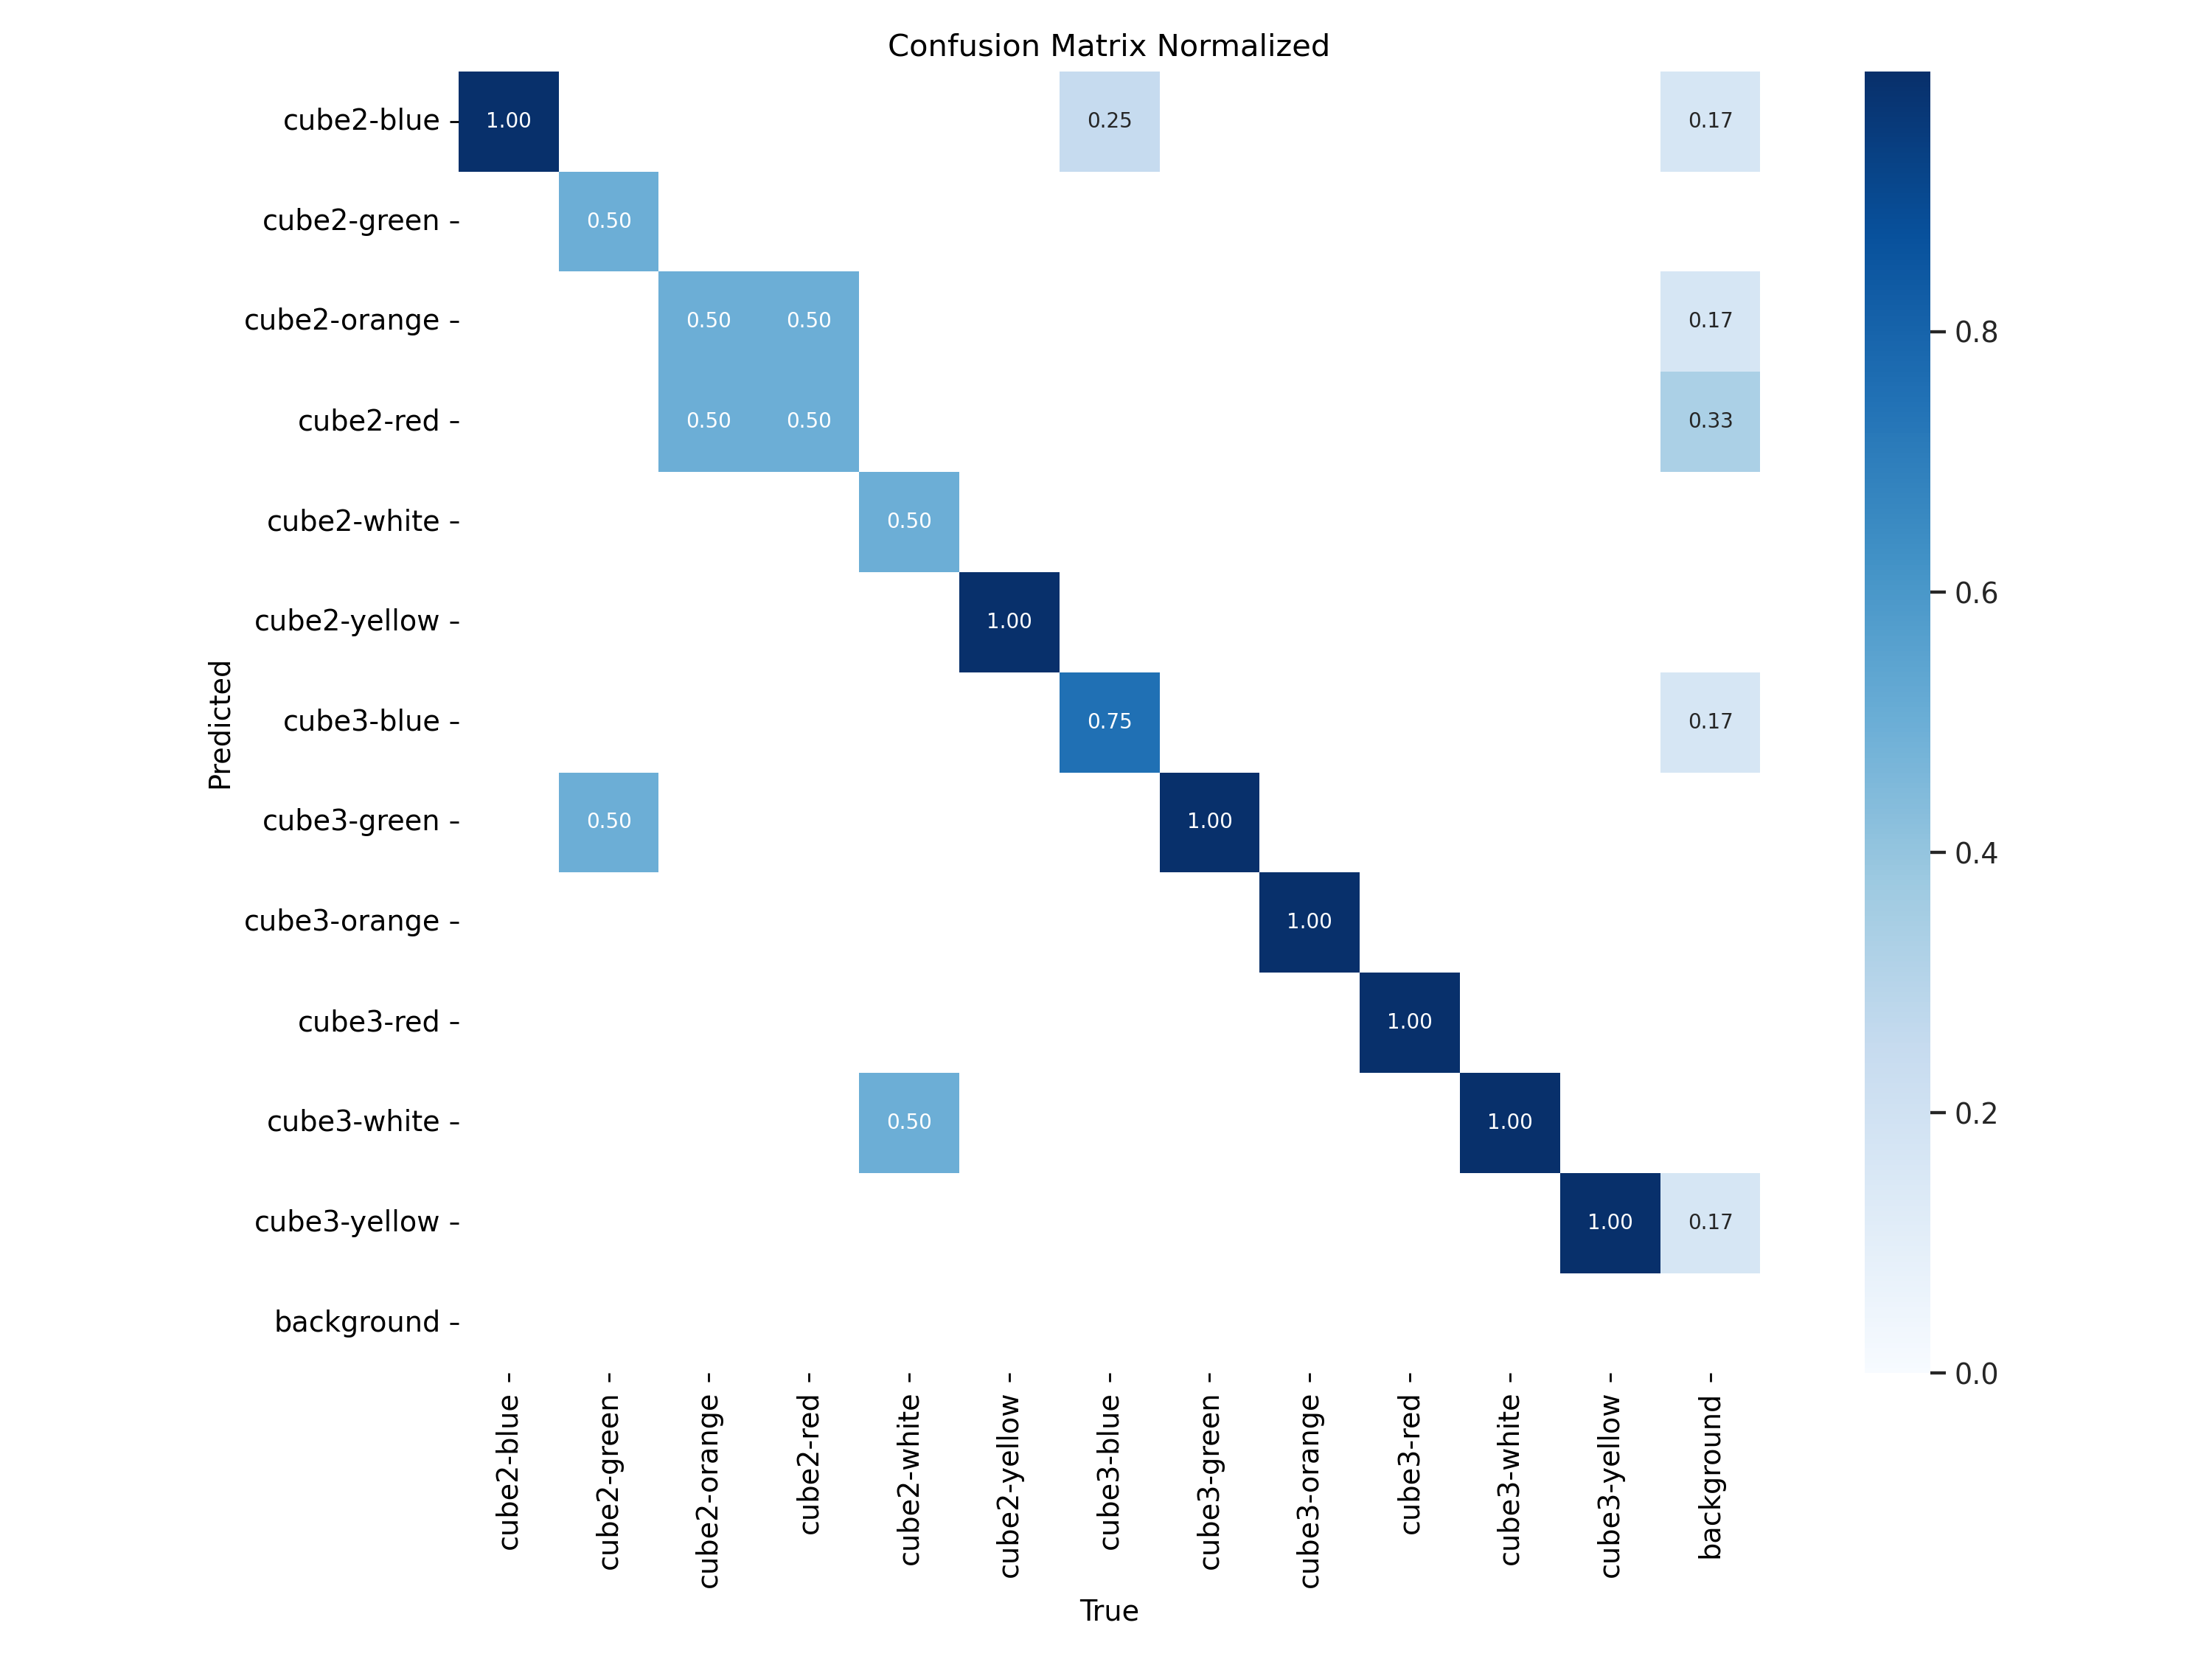 Confusion Matrix Normalized
cube2-blue 1.00 0.25 0.17
cube2-green 0.50
cube2-orange 0.50 0.50 0.17
cube2-red 0.50 0.50 0.33
cube2-white 0.50
cube2-yellow 1.00
cube3-blue 0.75 0.17
cube3-green 0.50 1.00
cube3-orange 1.00
cube3-red 1.00
cube3-white 0.50 1.00
cube3-yellow 1.00 0.17
background
Predicted
cube2-blue
cube2-green
cube2-orange
cube2-red
cube2-white
cube2-yellow
cube3-blue
cube3-green
cube3-orange
cube3-red
cube3-white
cube3-yellow
background
True
0.8
0.6
0.4
0.2
0.0